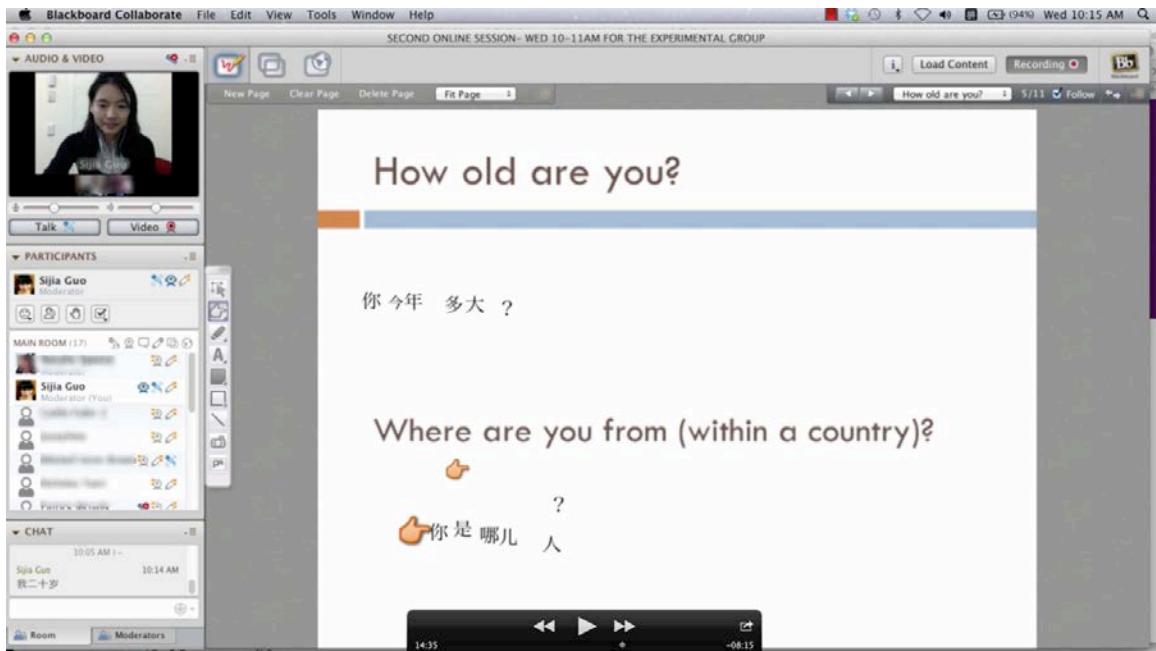 Blackboard Collaborate File Edit View Tools Window Help
(94%) Wed 10:15 AM
SECOND ONLINE SESSION- WED 10-11AM FOR THE EXPERIMENTAL GROUP
AUDIO & VIDEO
Sijia Guo
Talk
Video
PARTICIPANTS
Sijia Guo
Moderator
MAIN ROOM (17)
Moderator
Sijia Guo
Moderator (You)
CHAT
10:05 AM
Sijia Guo 10:14 AM
我二十岁
Room
Moderators
Load Content
Recording
Bb
New Page Clear Page Delete Page Fit Page
How old are you? 5/11 Follow
A
How old are you?
你 今年 多大 ?
Where are you from (within a country)?
?
你 是 哪儿 人
14:35
-08:15